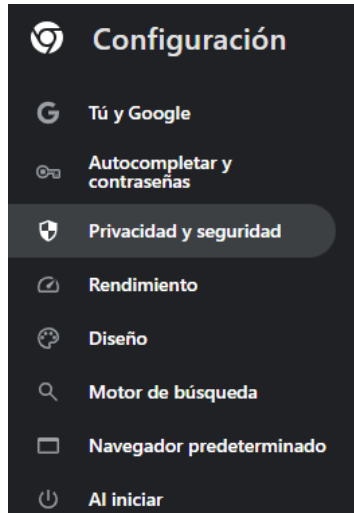 Configuración
Tú y Google
Autocompletar y
contraseñas
Privacidad y seguridad
Rendimiento
Diseño
Motor de búsqueda
Navegador predeterminado
Al iniciar